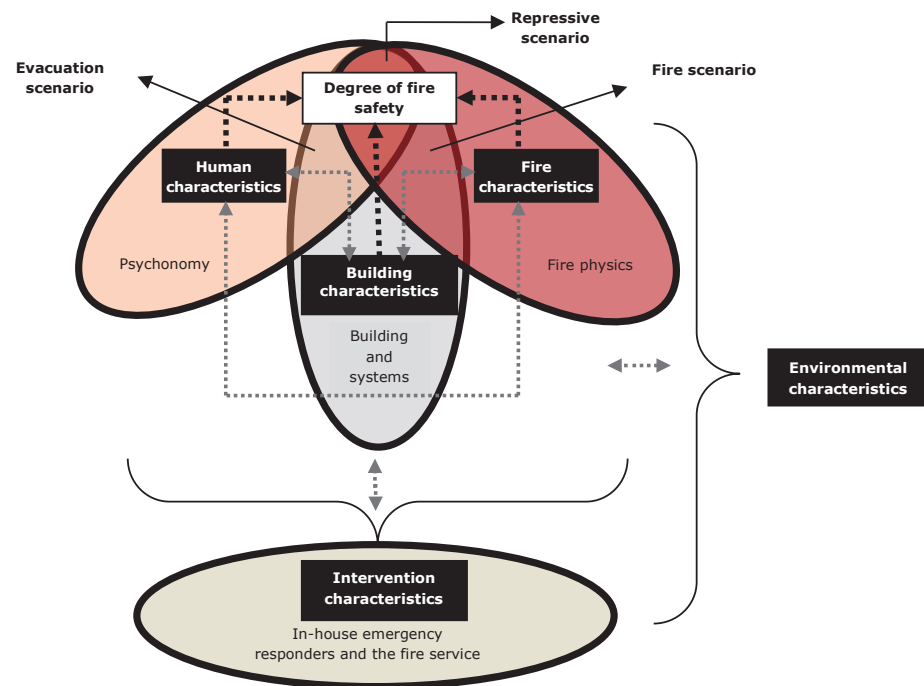 Repressive
scenario
Evacuation
scenario
Fire scenario
Degree of fire
safety
Human
characteristics
Fire
characteristics
Psychonomy
Fire physics
Building
characteristics
Building
and
systems
Environmental
characteristics
Intervention
characteristics
In-house emergency
responders and the fire service